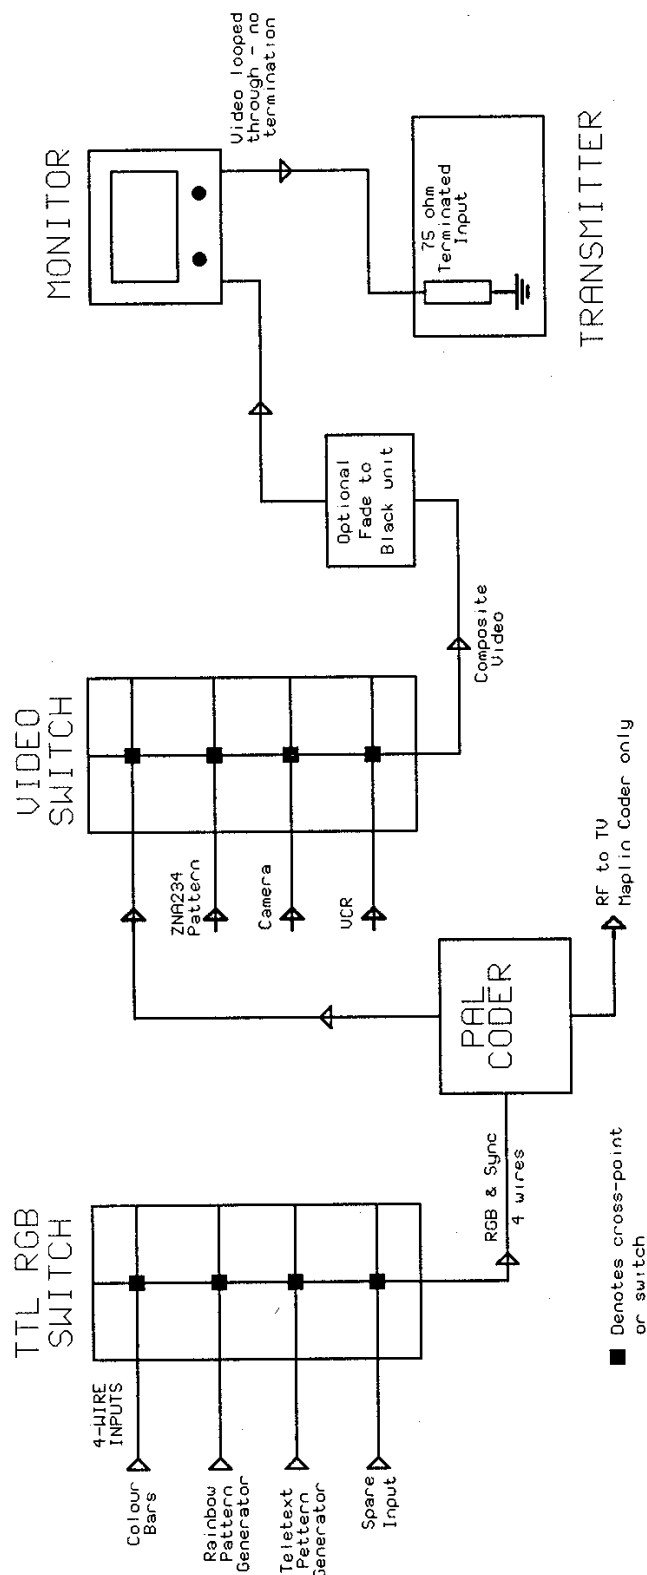 TTL RGB
SWITCH
4-WIRE
INPUTS
Colour
Bars
Rainbow
Pattern
Generator
Teletext
Pettern
Generator
Spare
Input
RGB & Sync
4 wires
■ Denotes cross-point
or switch
PAL
CODER
RF to TV
Maplin Coder only
VIDEO
SWITCH
ZNA234
Pattern
Camera
VCR
Composite
Video
Optional
Fade to
Black unit
MONITOR
Video looped
through - no
termination
75 ohm
Terminated
Input
TRANSMITTER